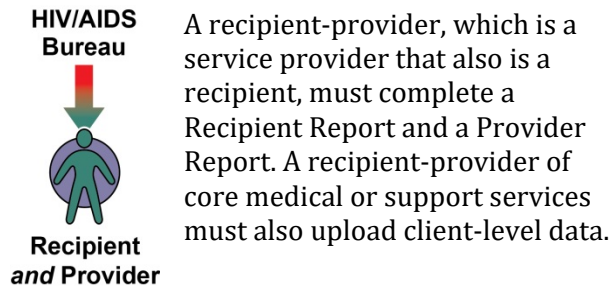 HIV/AIDS
Bureau
Recipient
and Provider
A recipient-provider, which is a
service provider that also is a
recipient, must complete a
Recipient Report and a Provider
Report. A recipient-provider of
core medical or support services
must also upload client-level data.